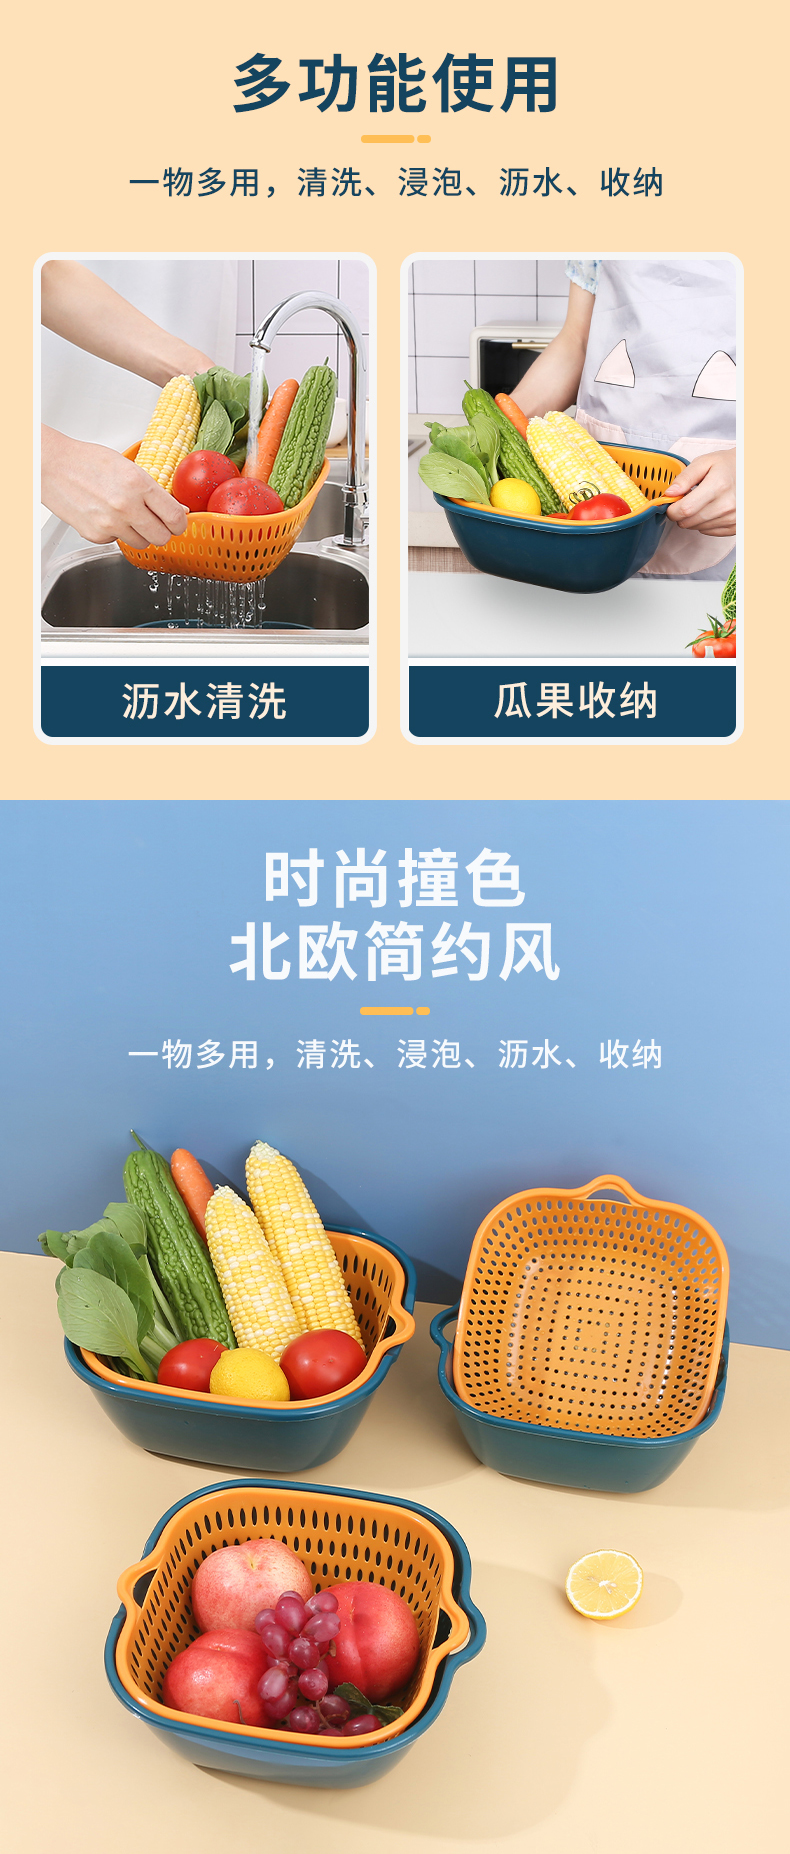 多功能使用
一物多用，清洗、浸泡、沥水、收纳
沥水清洗
瓜果收纳
时尚撞色
北欧简约风
一物多用，清洗、浸泡、沥水、收纳